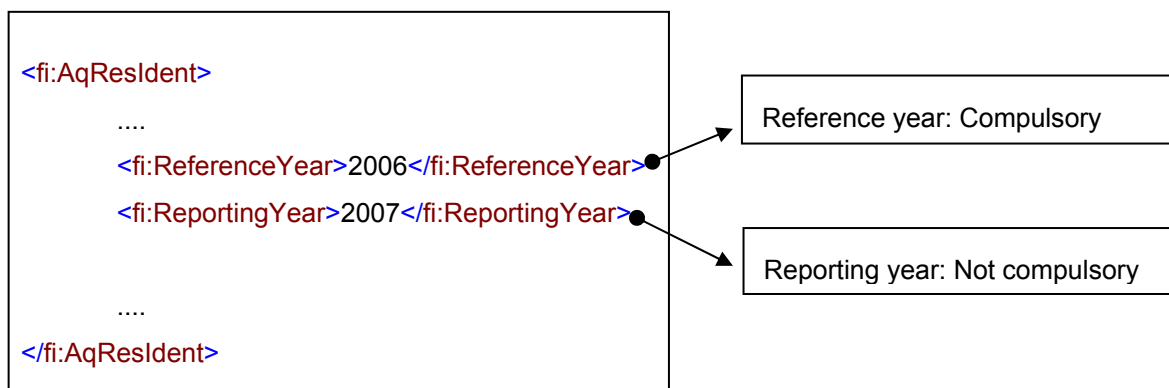 <fi:AqResIdent>
....
<fi:ReferenceYear>2006</fi:ReferenceYear>
<fi:ReportingYear>2007</fi:ReportingYear>
....
</fi:AqResIdent>
Reference year: Compulsory
Reporting year: Not compulsory